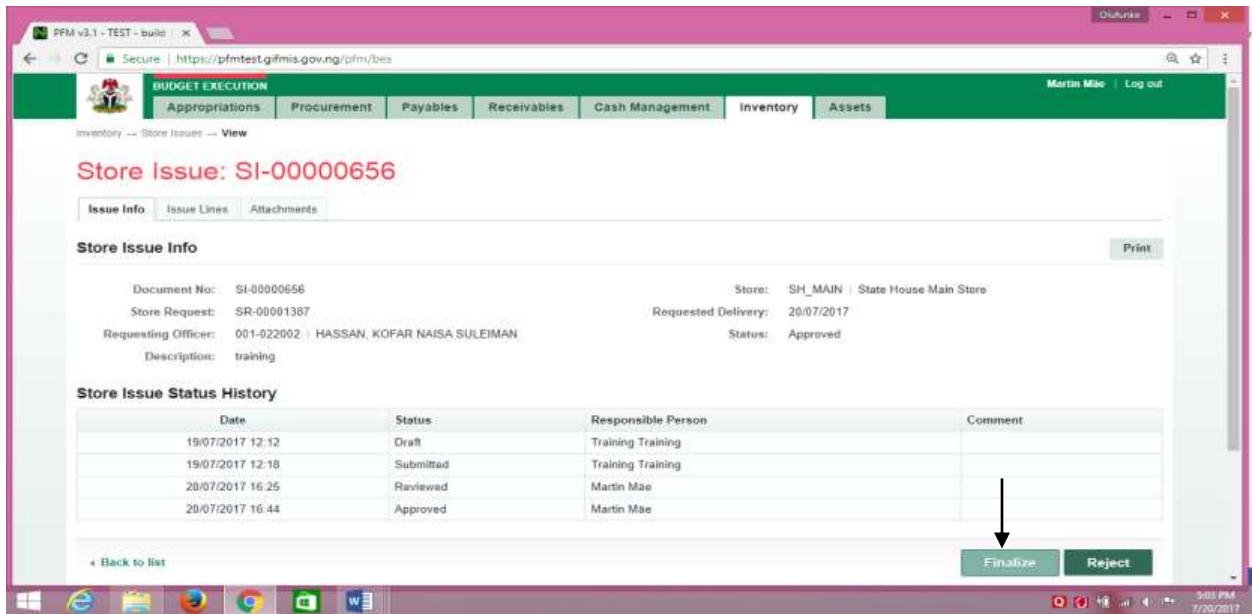 Olufunke
PFM v3.1 - TEST - build
Secure | https://pfmtest.gifmis.gov.ng/pfm/bes
BUDGET EXECUTION
Martin Mäe | Log out
Appropriations Procurement Payables Receivables Cash Management Inventory Assets
Inventory → Store Issues → View
Store Issue: SI-00000656
Issue Info Issue Lines Attachments
Store Issue Info
Print
Document No: SI-00000656 Store: SH_MAIN | State House Main Store
Store Request: SR-00001387 Requested Delivery: 20/07/2017
Requesting Officer: 001-022002 | HASSAN, KOFAR NAISA SULEIMAN Status: Approved
Description: training
Store Issue Status History
Date Status Responsible Person Comment
19/07/2017 12:12 Draft Training Training
19/07/2017 12:18 Submitted Training Training
20/07/2017 16:25 Reviewed Martin Mäe
20/07/2017 16:44 Approved Martin Mäe
« Back to list
Finalize Reject
5:03 PM
7/20/2017